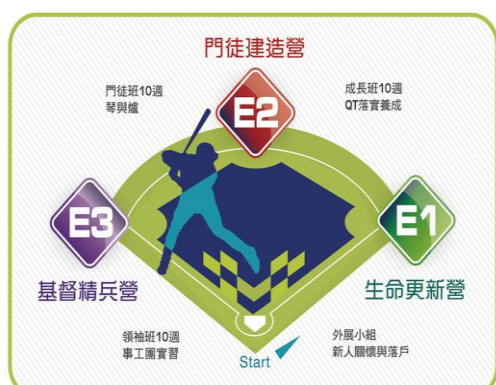 門徒建造營
門徒班10週
琴與爐
E2
成長班10週
QT落實養成
E3
E1
基督精兵營
生命更新營
領袖班10週
事工團實習
Start
外展小組
新人關懷與落戶